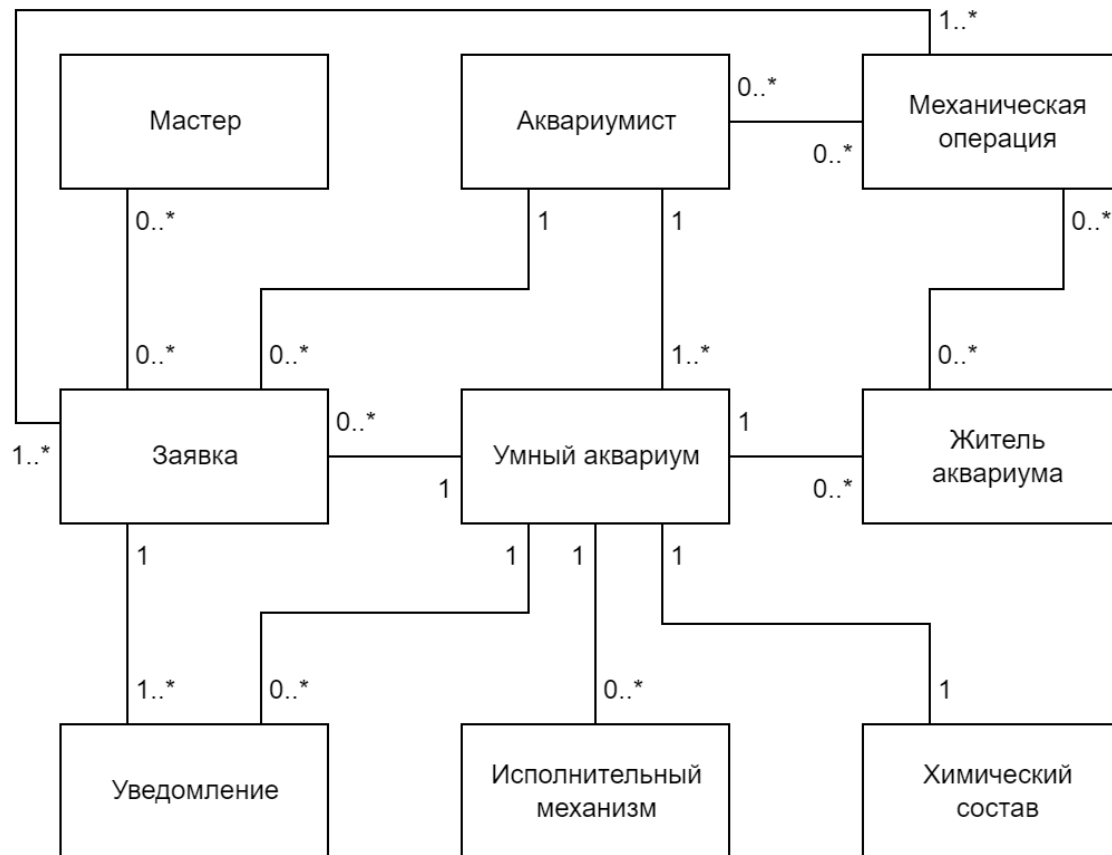 1..*
Мастер
Аквариумист
0..*
Механическая
операция
0..*
0..*
1
1
0..*
0..*
0..*
1..*
0..*
1..*
Заявка
0..*
1
Умный аквариум
1
0..*
Житель
аквариума
1
1
1
1
1..*
0..*
0..*
1
Уведомление
Исполнительный
механизм
Химический
состав